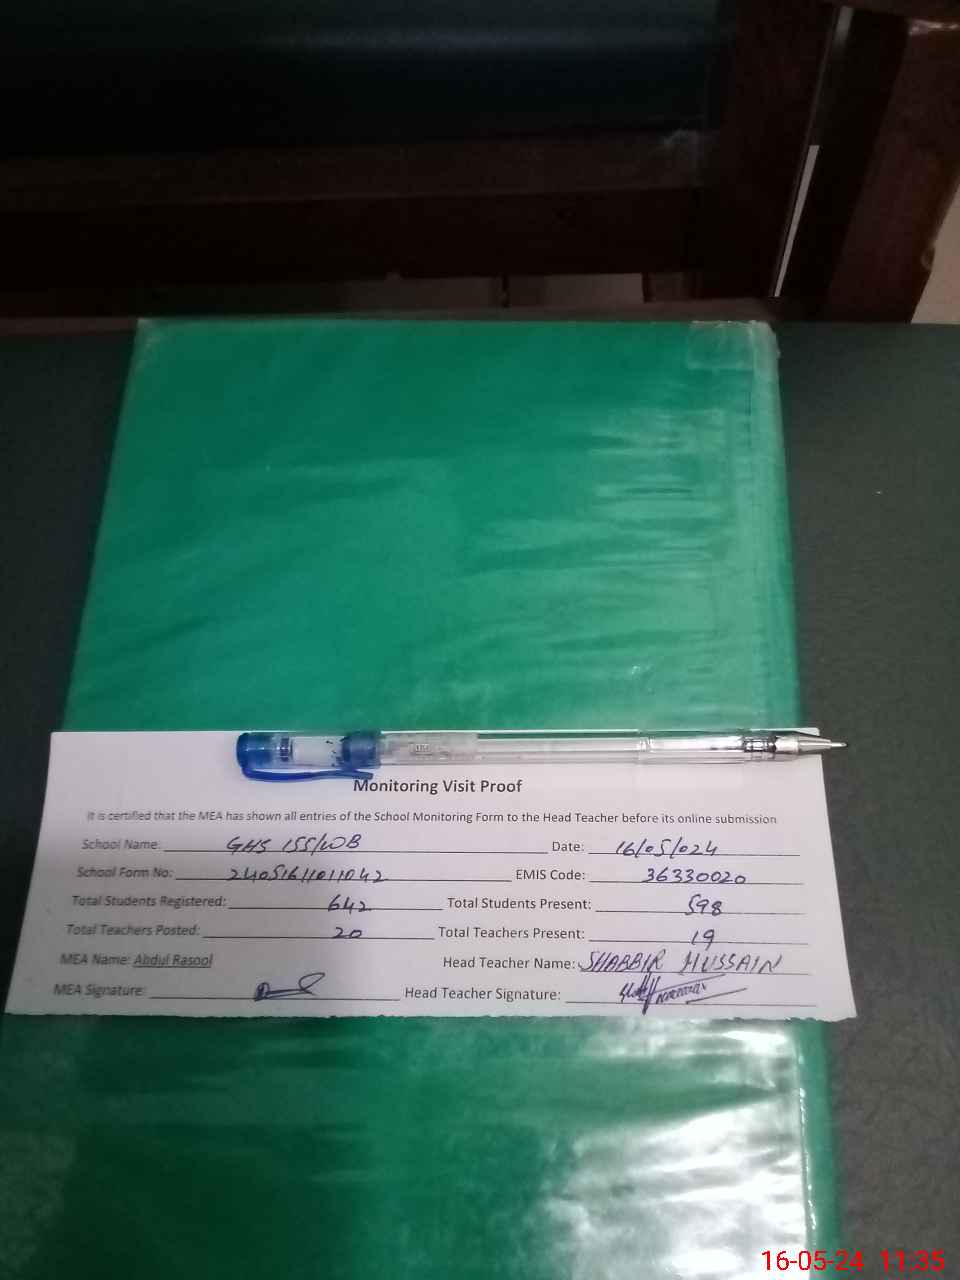 Monitoring Visit Proof
It is certified that the MEA has shown all entries of the School Monitoring Form to the Head Teacher before its online submission
School Name: GHS 155/WB Date: 16/05/024
School Form No: 24051611011042 EMIS Code: 36330020
Total Students Registered: 642 Total Students Present: 598
Total Teachers Posted: 20 Total Teachers Present: 19
MEA Name: Abdul Rasool Head Teacher Name: SHABBIR HUSSAIN
MEA Signature: Head Teacher Signature:
16-05-24 11:35